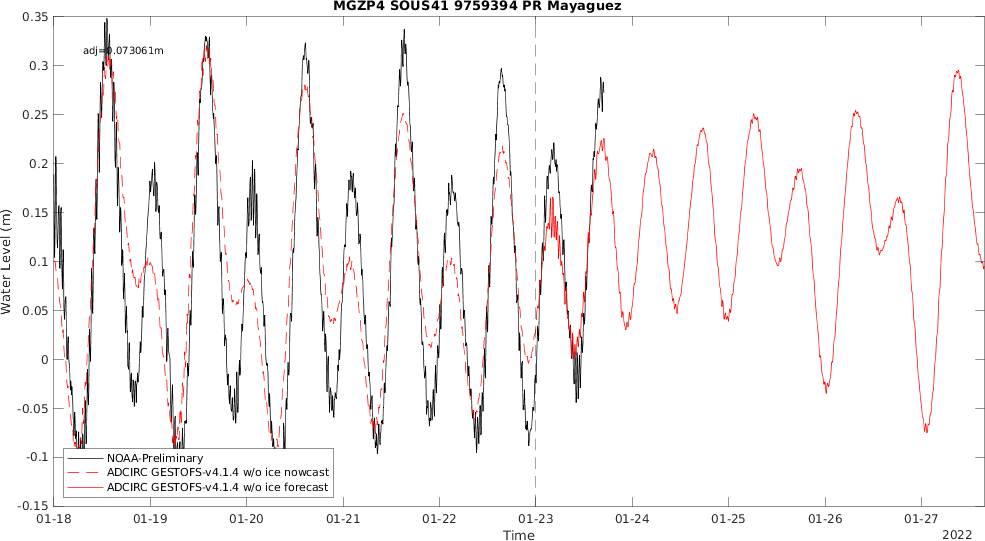 MGZP4 SOUS41 9759394 PR Mayaguez
adj=0.073061m
Water Level (m)
0.35
0.3
0.25
0.2
0.15
0.1
0.05
0
-0.05
-0.1
-0.15
NOAA-Preliminary
ADCIRC GESTOFS-v4.1.4 w/o ice nowcast
ADCIRC GESTOFS-v4.1.4 w/o ice forecast
01-18 01-19 01-20 01-21 01-22 01-23 01-24 01-25 01-26 01-27
Time
2022